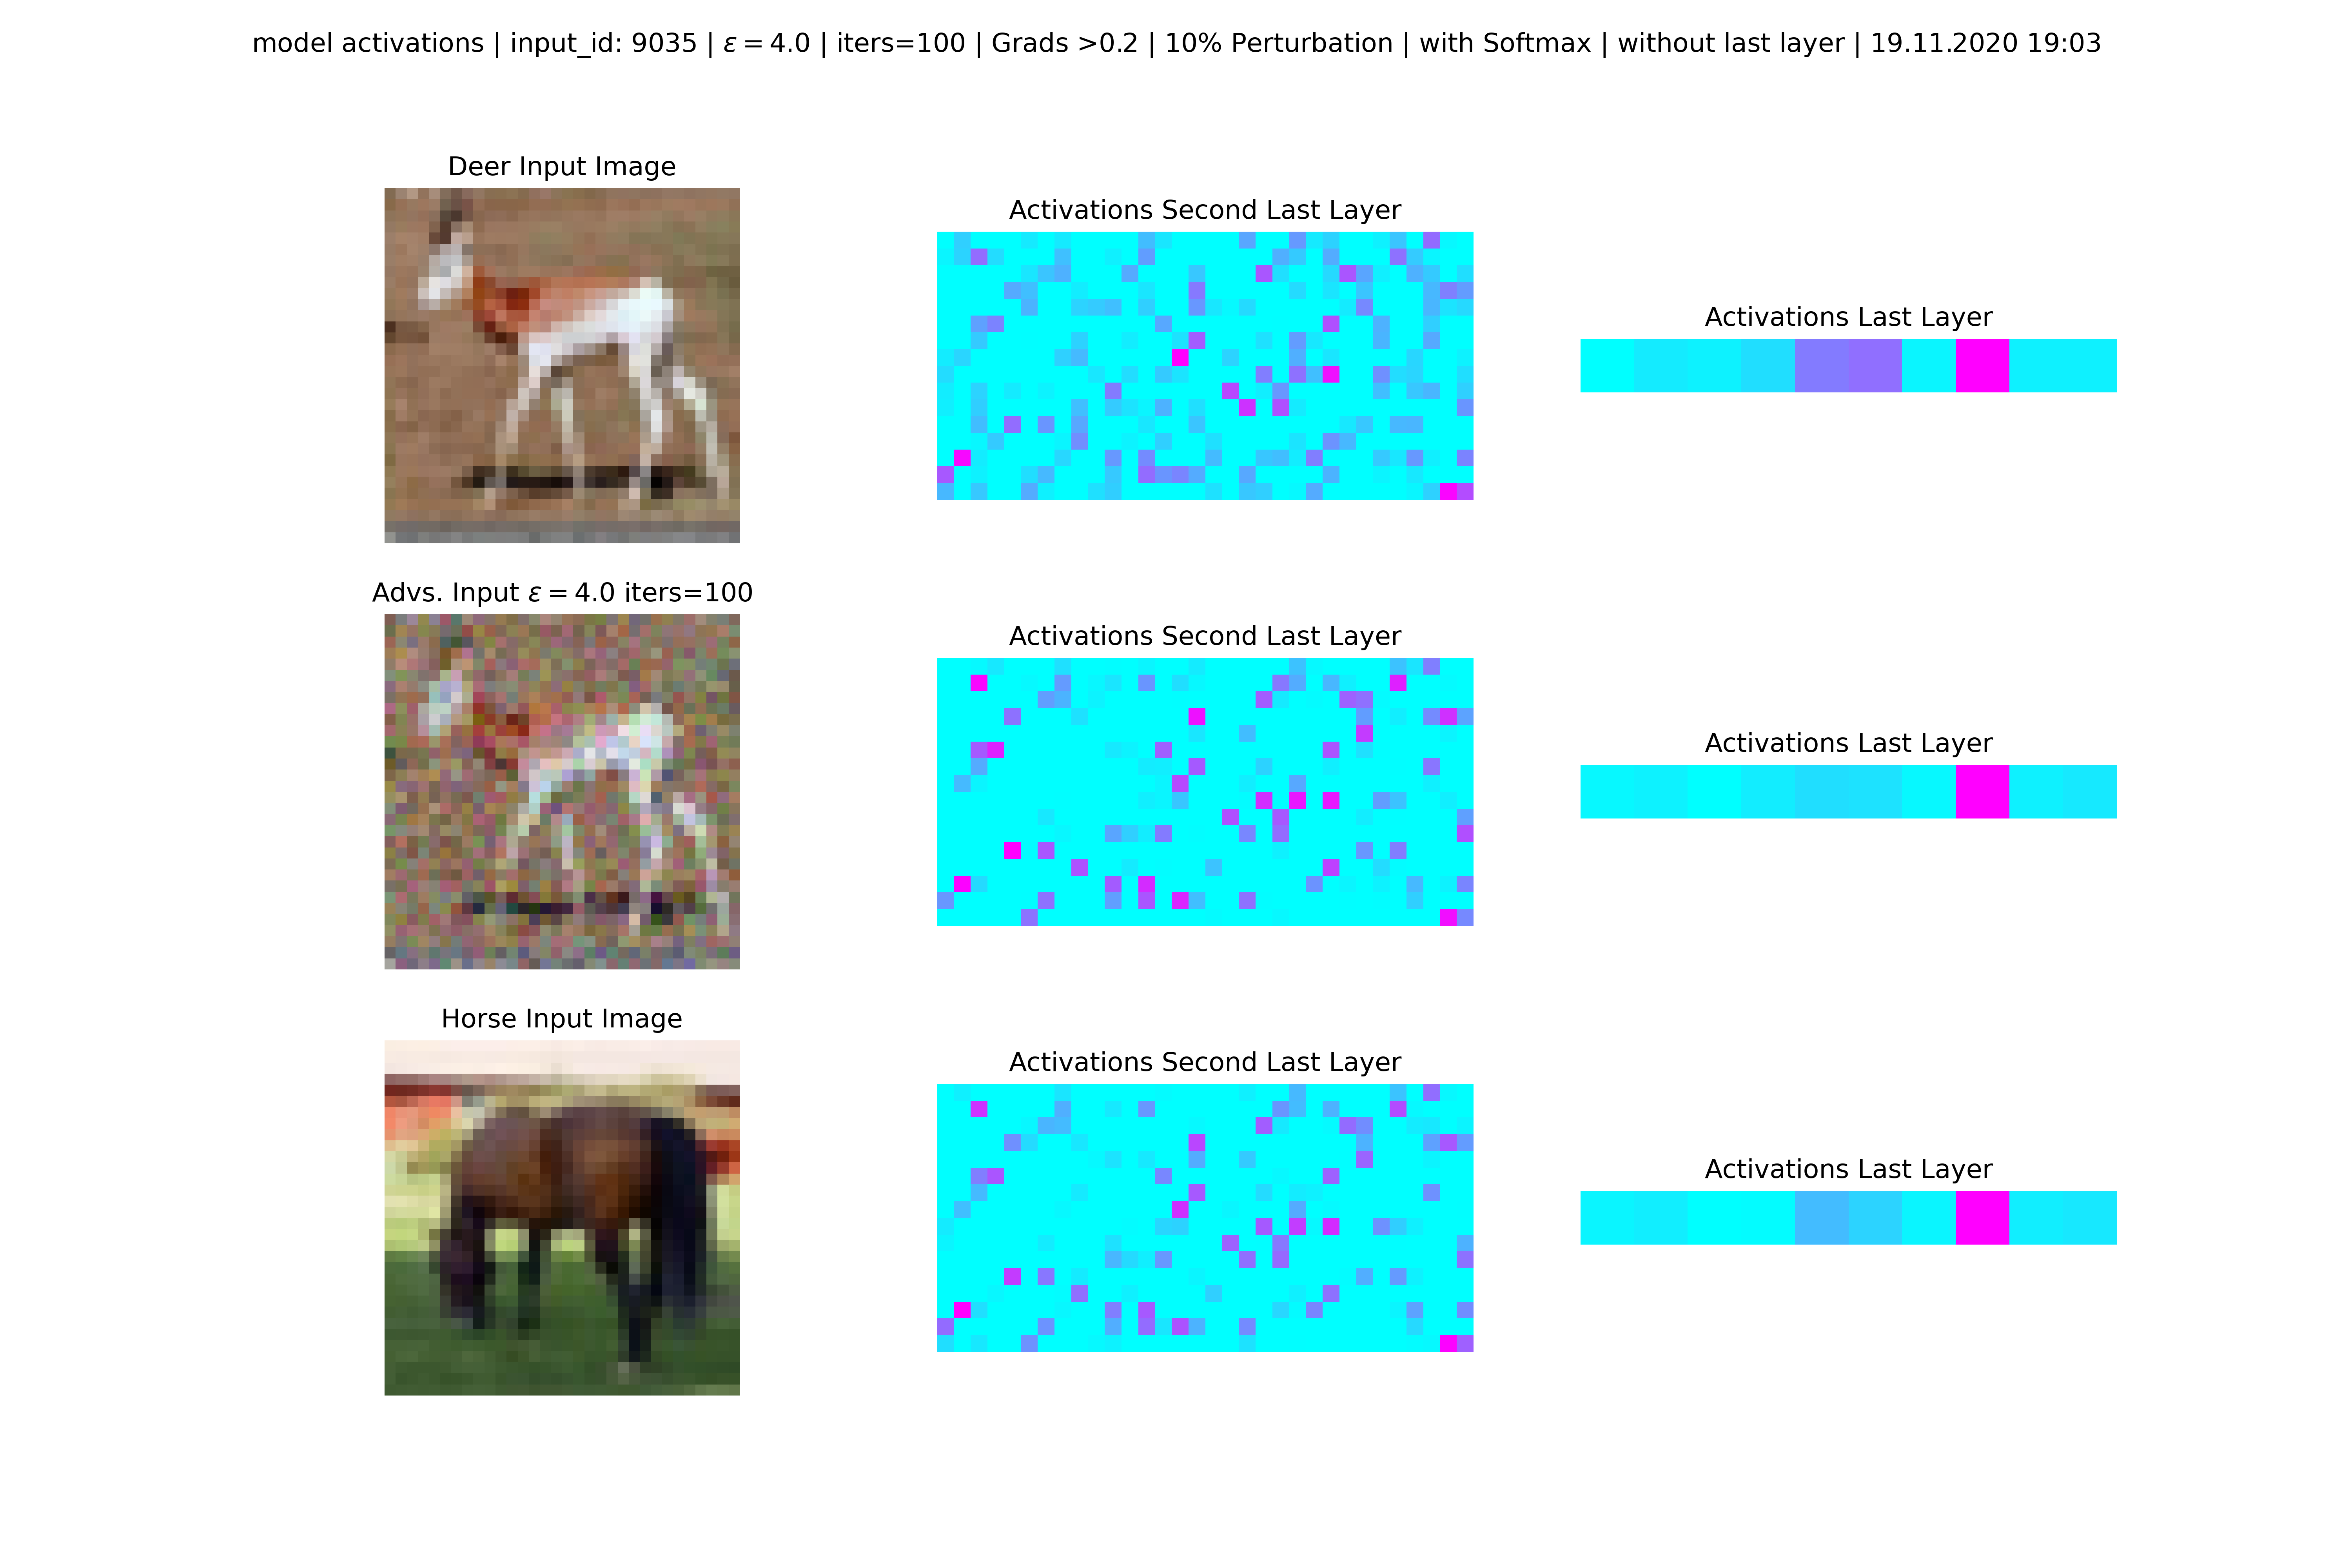 model activations | input_id: 9035 | ε = 4.0 | iters=100 | Grads >0.2 | 10% Perturbation | with Softmax | without last layer | 19.11.2020 19:03
Deer Input Image
Activations Second Last Layer
Activations Last Layer
Advs. Input ε = 4.0 iters=100
Activations Second Last Layer
Activations Last Layer
Horse Input Image
Activations Second Last Layer
Activations Last Layer